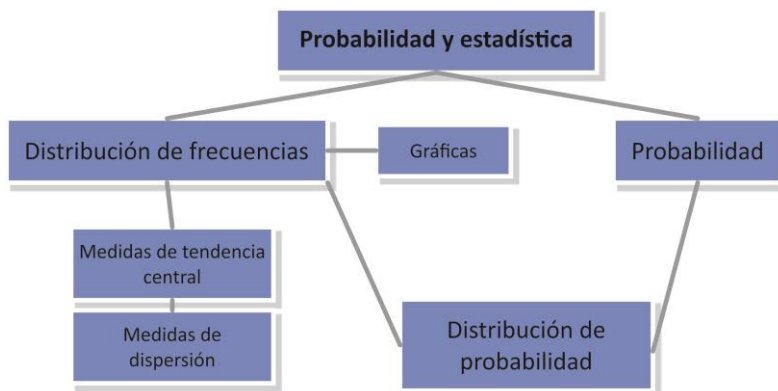 Probabilidad y estadística
Distribución de frecuencias
Gráficas
Probabilidad
Medidas de tendencia
central
Medidas de
dispersión
Distribución de
probabilidad